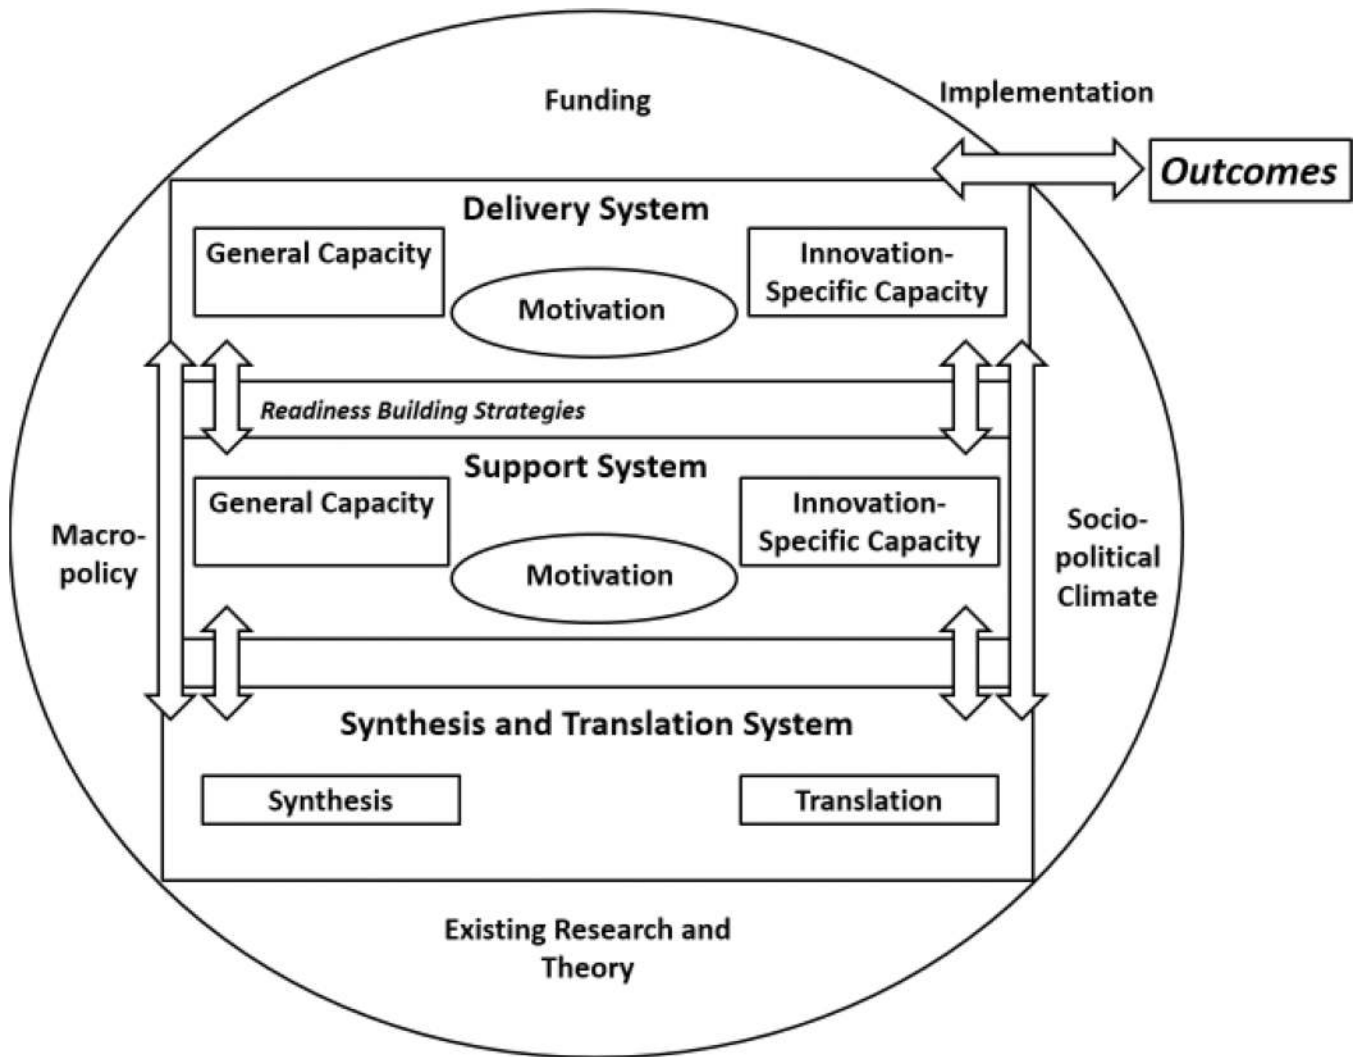 Funding
Implementation
Outcomes
Delivery System
General Capacity
Motivation
Innovation-
Specific Capacity
Readiness Building Strategies
Support System
General Capacity
Motivation
Innovation-
Specific Capacity
Macro-
policy
Socio-
political
Climate
Synthesis and Translation System
Synthesis
Translation
Existing Research and
Theory